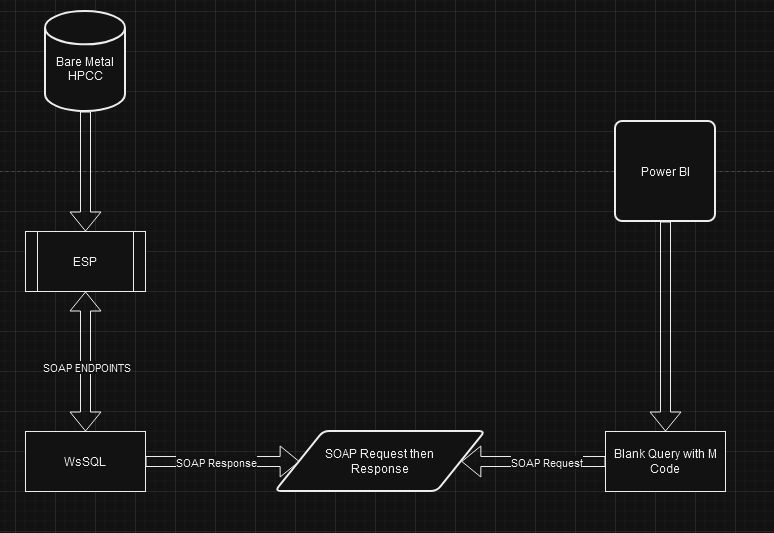 Bare Metal
HPCC
Power BI
ESP
SOAP ENDPOINTS
WsSQL
SOAP Response
SOAP Request then
Response
SOAP Request
Blank Query with M
Code